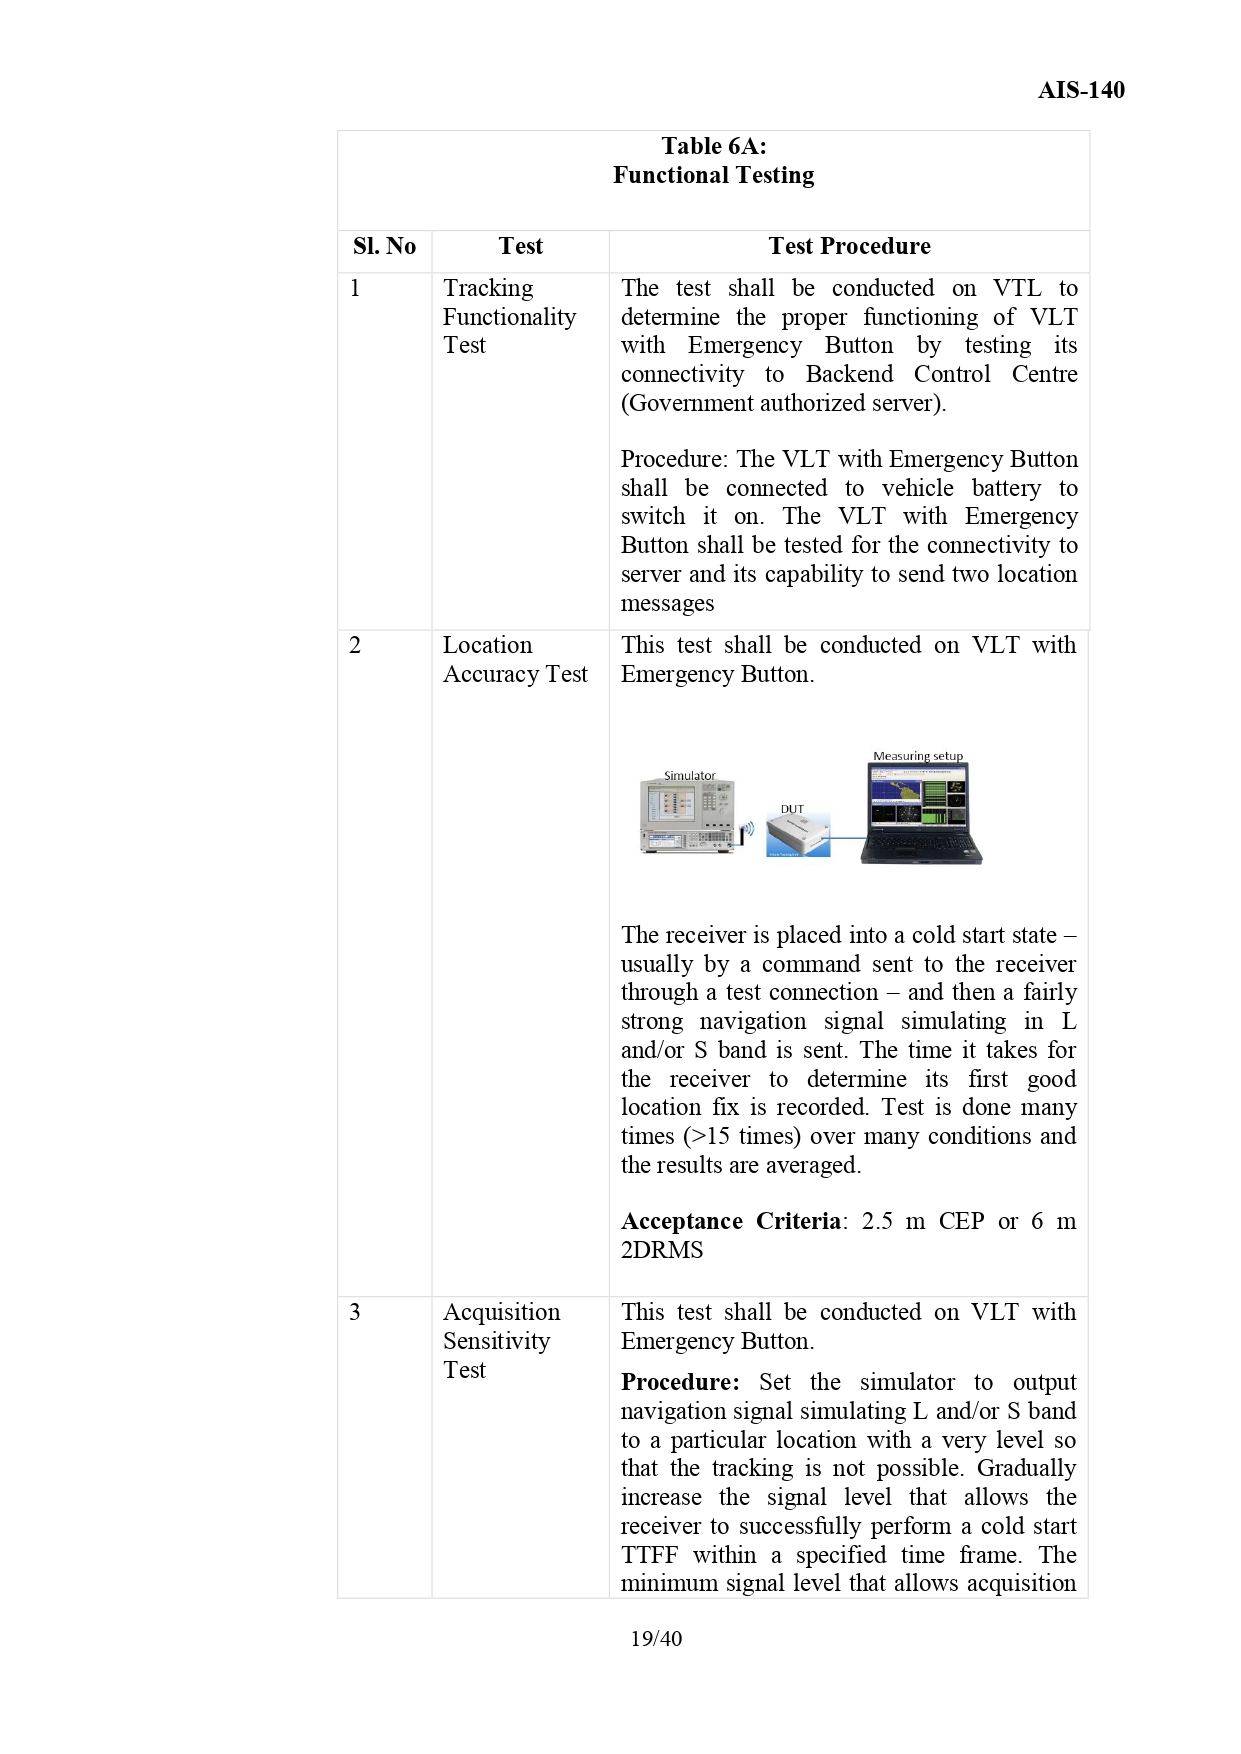 AIS-140
Table 6A:
Functional Testing
Sl. No Test Test Procedure
1
Tracking
Functionality
Test
The test shall be conducted on VTL to
determine the proper functioning of VLT
with Emergency Button by testing its
connectivity to Backend Control Centre
(Government authorized server).
Procedure: The VLT with Emergency Button
shall be connected to vehicle battery to
switch it on. The VLT with Emergency
Button shall be tested for the connectivity to
server and its capability to send two location
messages
2
Location
Accuracy Test
This test shall be conducted on VLT with
Emergency Button.
Measuring setup
Simulator
DUT
The receiver is placed into a cold start state –
usually by a command sent to the receiver
through a test connection – and then a fairly
strong navigation signal simulating in L
and/or S band is sent. The time it takes for
the receiver to determine its first good
location fix is recorded. Test is done many
times (>15 times) over many conditions and
the results are averaged.
Acceptance Criteria: 2.5 m CEP or 6 m
2DRMS
3
Acquisition
Sensitivity
Test
This test shall be conducted on VLT with
Emergency Button.
Procedure: Set the simulator to output
navigation signal simulating L and/or S band
to a particular location with a very level so
that the tracking is not possible. Gradually
increase the signal level that allows the
receiver to successfully perform a cold start
TTFF within a specified time frame. The
minimum signal level that allows acquisition
19/40